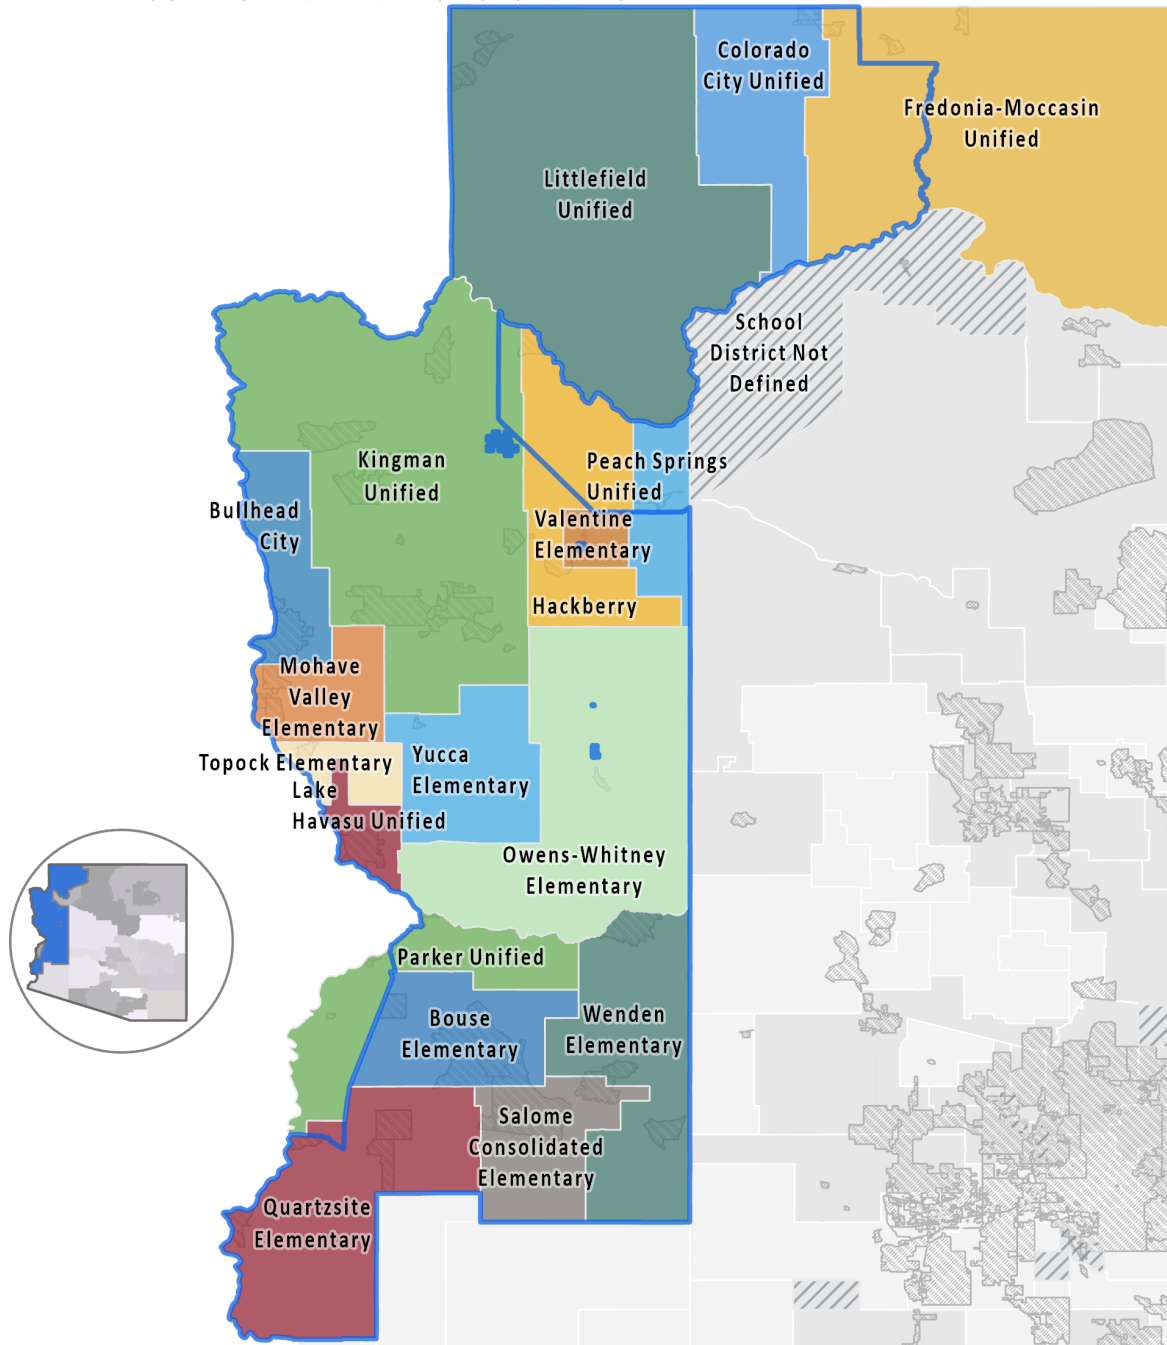 Colorado
City Unified
Fredonia-Moccasin
Unified
Littlefield
Unified
School
District Not
Defined
Kingman
Unified
Peach Springs
Unified
Bullhead
City
Valentine
Elementary
Hackberry
Mohave
Valley
Elementary
Topock Elementary
Yucca
Elementary
Lake
Havasu Unified
Owens-Whitney
Elementary
Parker Unified
Bouse
Elementary
Wenden
Elementary
Salome
Consolidated
Elementary
Quartzsite
Elementary